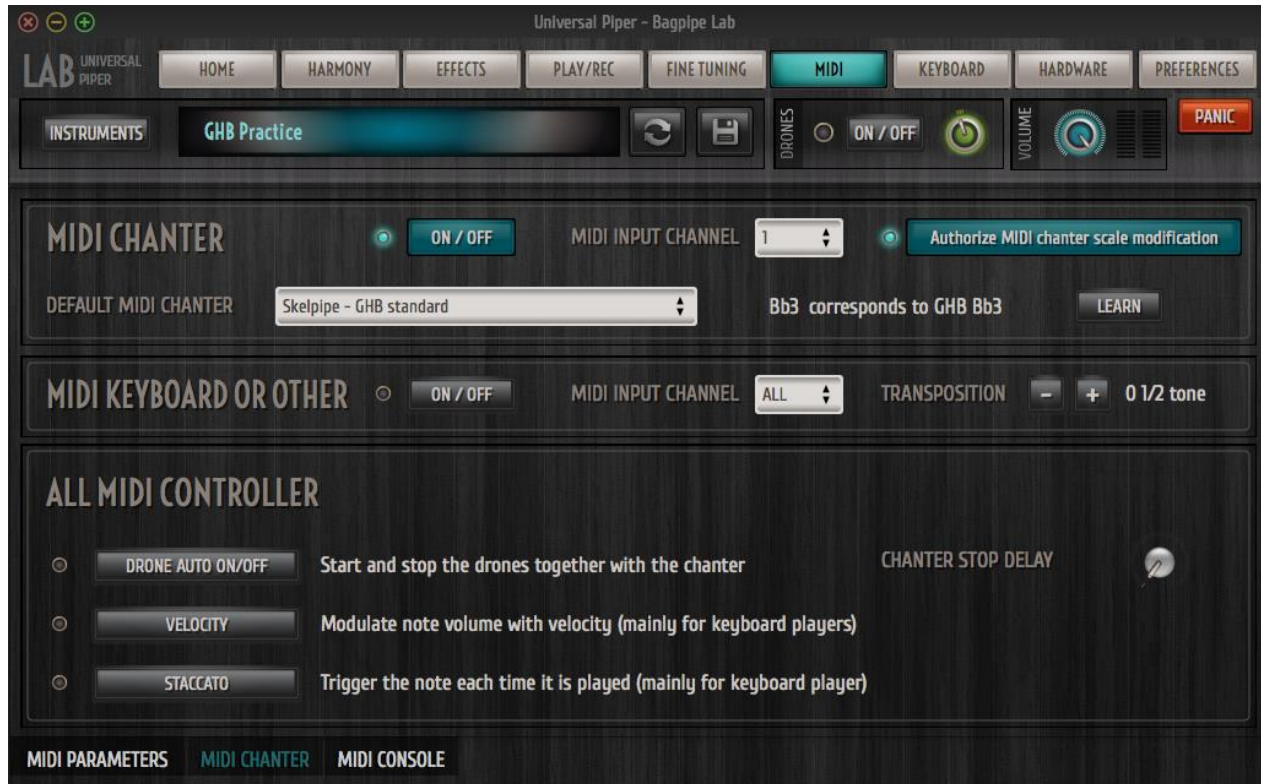 Universal Piper - Bagpipe Lab
LAB UNIVERSAL PIPER HOME HARMONY EFFECTS PLAY/REC FINE TUNING MIDI KEYBOARD HARDWARE PREFERENCES
INSTRUMENTS GHB Practice DRONES ON / OFF VOLUME PANIC
MIDI CHANTER ON / OFF MIDI INPUT CHANNEL 1 Authorize MIDI chanter scale modification
DEFAULT MIDI CHANTER Skelpipe - GHB standard Bb3 corresponds to GHB Bb3 LEARN
MIDI KEYBOARD OR OTHER ON / OFF MIDI INPUT CHANNEL ALL TRANSPOSITION - + 0 1/2 tone
ALL MIDI CONTROLLER
DRONE AUTO ON/OFF Start and stop the drones together with the chanter CHANTER STOP DELAY
VELOCITY Modulate note volume with velocity (mainly for keyboard players)
STACCATO Trigger the note each time it is played (mainly for keyboard player)
MIDI PARAMETERS MIDI CHANTER MIDI CONSOLE